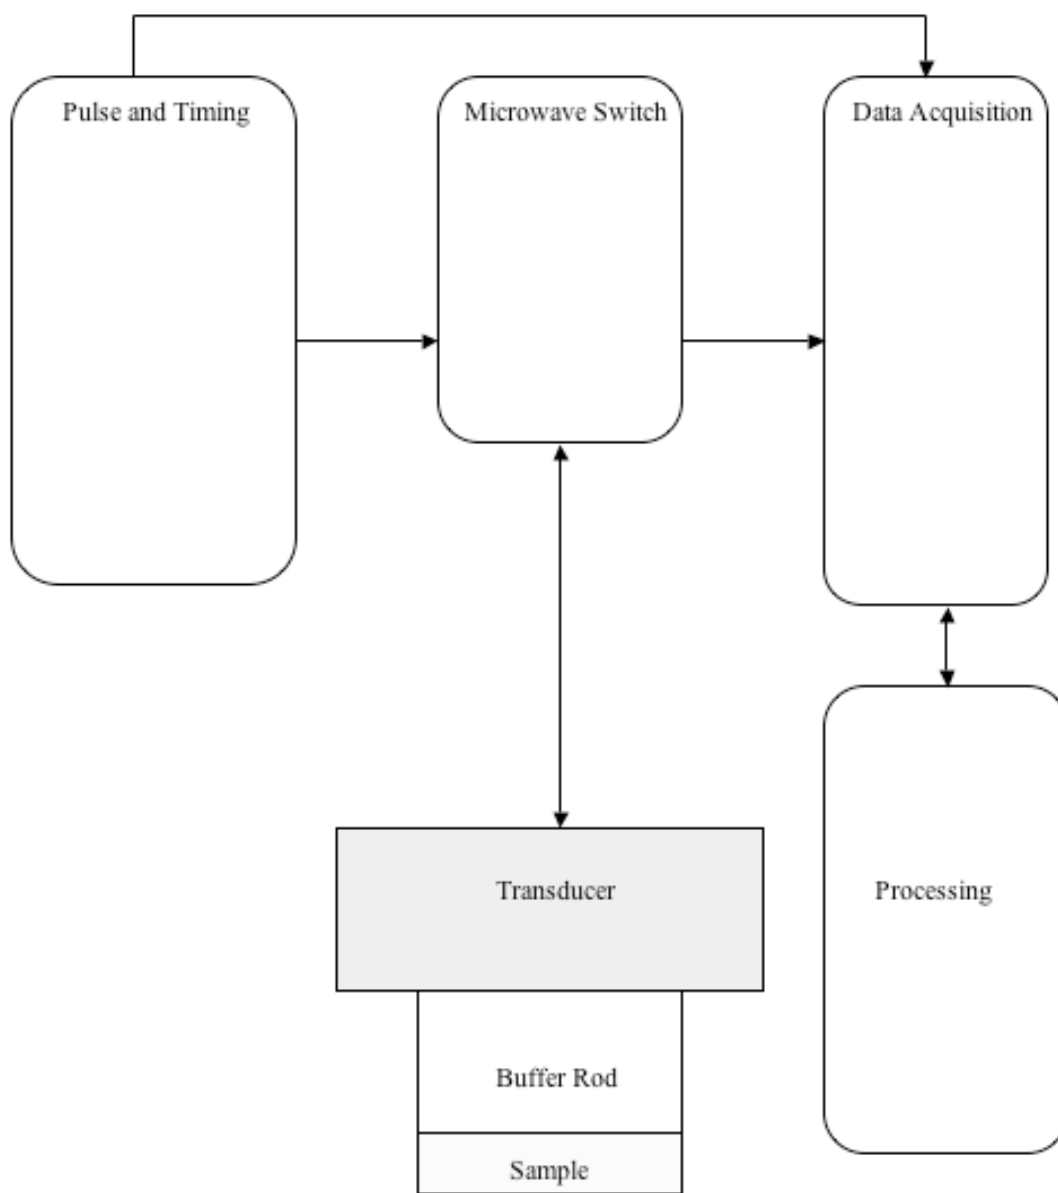 Pulse and Timing
Microwave Switch
Data Acquisition
Transducer
Processing
Buffer Rod
Sample